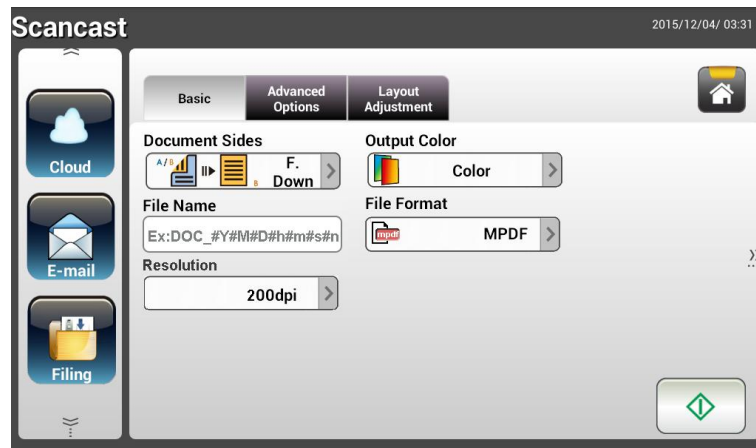 Scancast
2015/12/04/ 03:31
Cloud
E-mail
Filing
Basic
Advanced
Options
Layout
Adjustment
Document Sides
A/B
B
F.
Down
Output Color
Color
File Name
Ex:DOC_#Y#M#D#h#m#s#n
File Format
mpdf
MPDF
Resolution
200dpi